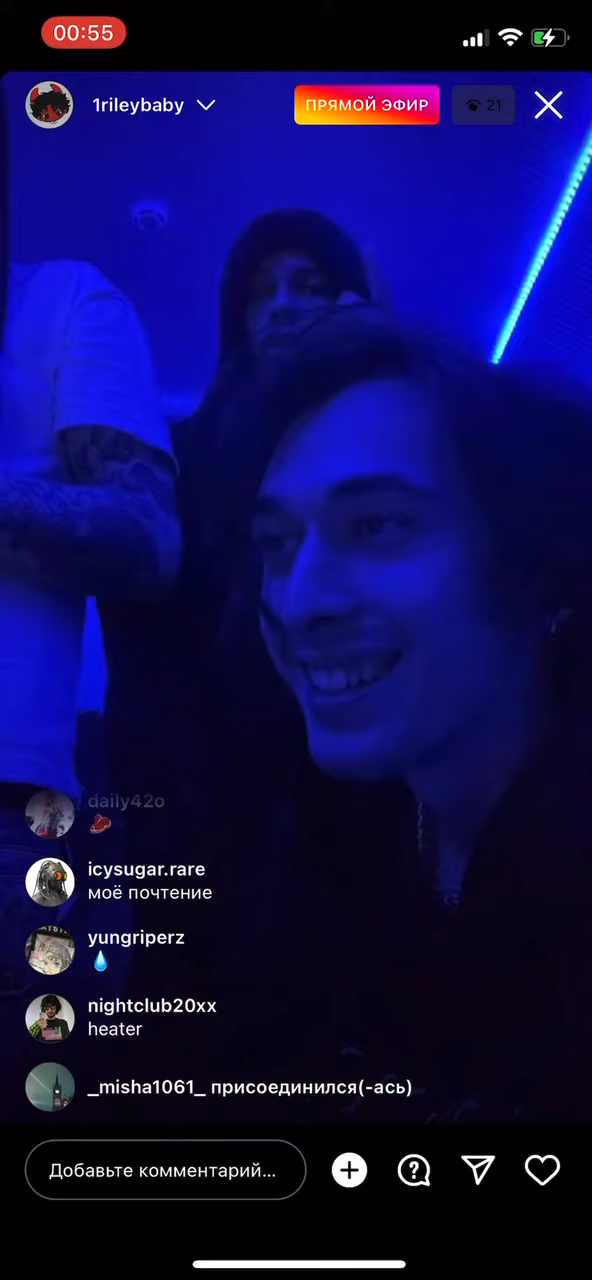 00:55
1rileybaby
ПРЯМОЙ ЭФИР
21
daily42o
icysugar.rare
моё почтение
yungriperz
nightclub20xx
heater
_misha1061_ присоединился(-ась)
Добавьте комментарий...